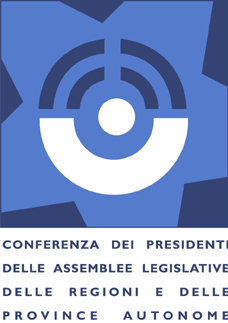 CONFERENZA DEI PRESIDENTI
DELLE ASSEMBLEE LEGISLATIVE
DELLE REGIONI E DELLE
PROVINCE AUTONOME